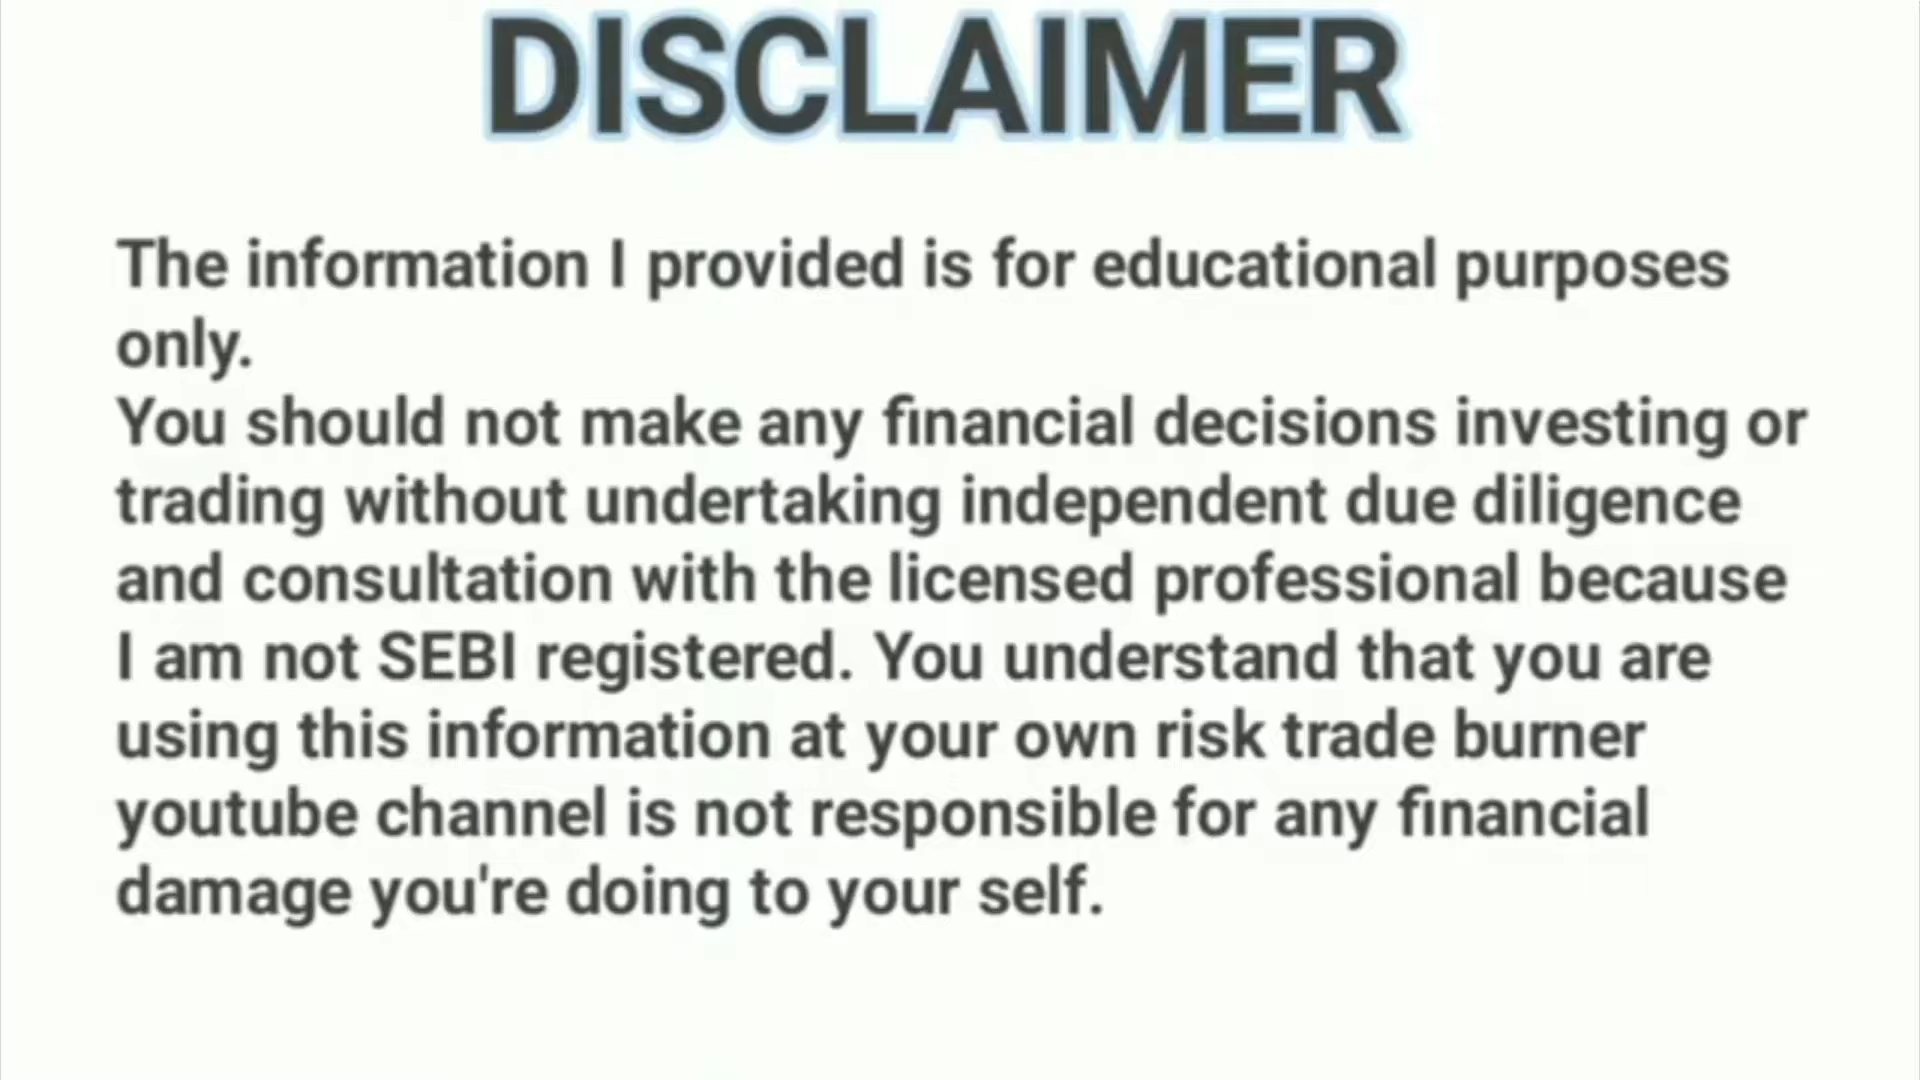 DISCLAIMER
The information I provided is for educational purposes
only.
You should not make any financial decisions investing or
trading without undertaking independent due diligence
and consultation with the licensed professional because
I am not SEBI registered. You understand that you are
using this information at your own risk trade burner
youtube channel is not responsible for any financial
damage you're doing to your self.